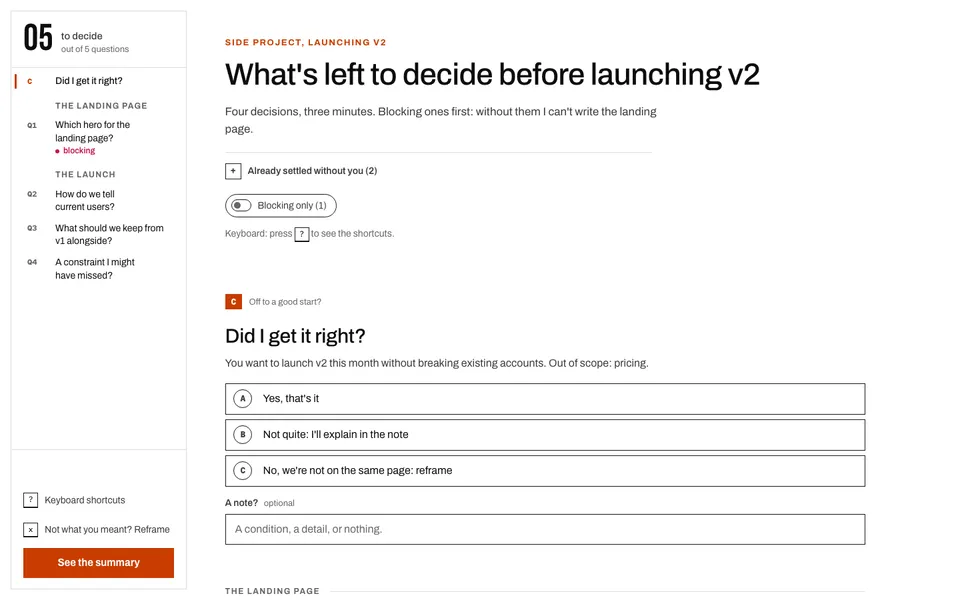 05
to decide
out of 5 questions
C Did I get it right?
THE LANDING PAGE
Q1 Which hero for the
landing page?
blocking
THE LAUNCH
Q2 How do we tell
current users?
Q3 What should we keep from
v1 alongside?
Q4 A constraint I might
have missed?
? Keyboard shortcuts
x Not what you meant? Reframe
See the summary
SIDE PROJECT, LAUNCHING V2
What's left to decide before launching v2
Four decisions, three minutes. Blocking ones first: without them I can't write the landing
page.
+ Already settled without you (2)
Blocking only (1)
Keyboard: press ? to see the shortcuts.
C Off to a good start?
Did I get it right?
You want to launch v2 this month without breaking existing accounts. Out of scope: pricing.
A Yes, that's it
B Not quite: I'll explain in the note
C No, we're not on the same page: reframe
A note? optional
A condition, a detail, or nothing.
THE LANDING PAGE